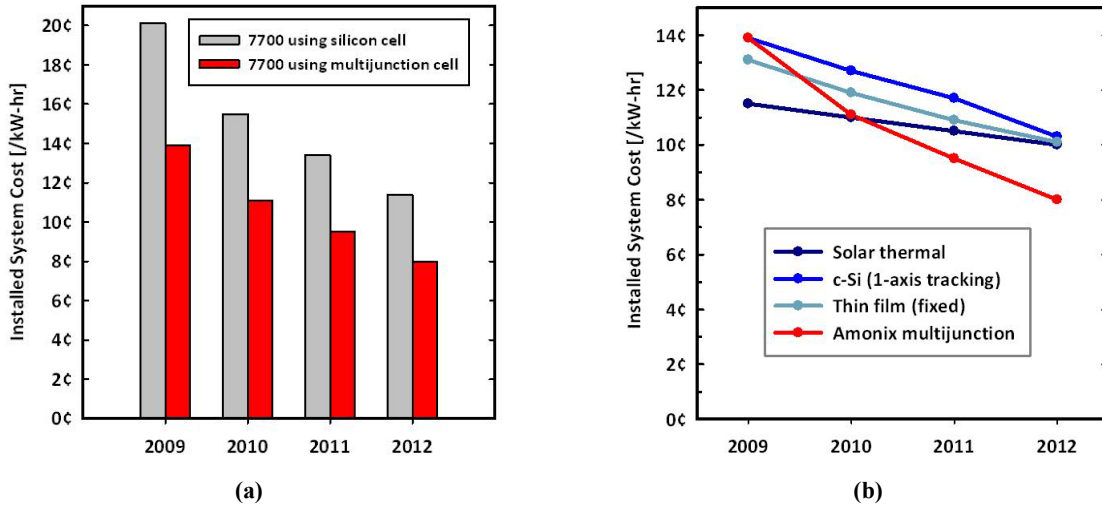 Installed System Cost [/kW-hr]
20¢
18¢
16¢
14¢
12¢
10¢
8¢
6¢
4¢
2¢
0¢
7700 using silicon cell
7700 using multijunction cell
2009 2010 2011 2012
(a)
Installed System Cost [/kW-hr]
14¢
12¢
10¢
8¢
6¢
4¢
2¢
0¢
Solar thermal
c-Si (1-axis tracking)
Thin film (fixed)
Amonix multijunction
2009 2010 2011 2012
(b)